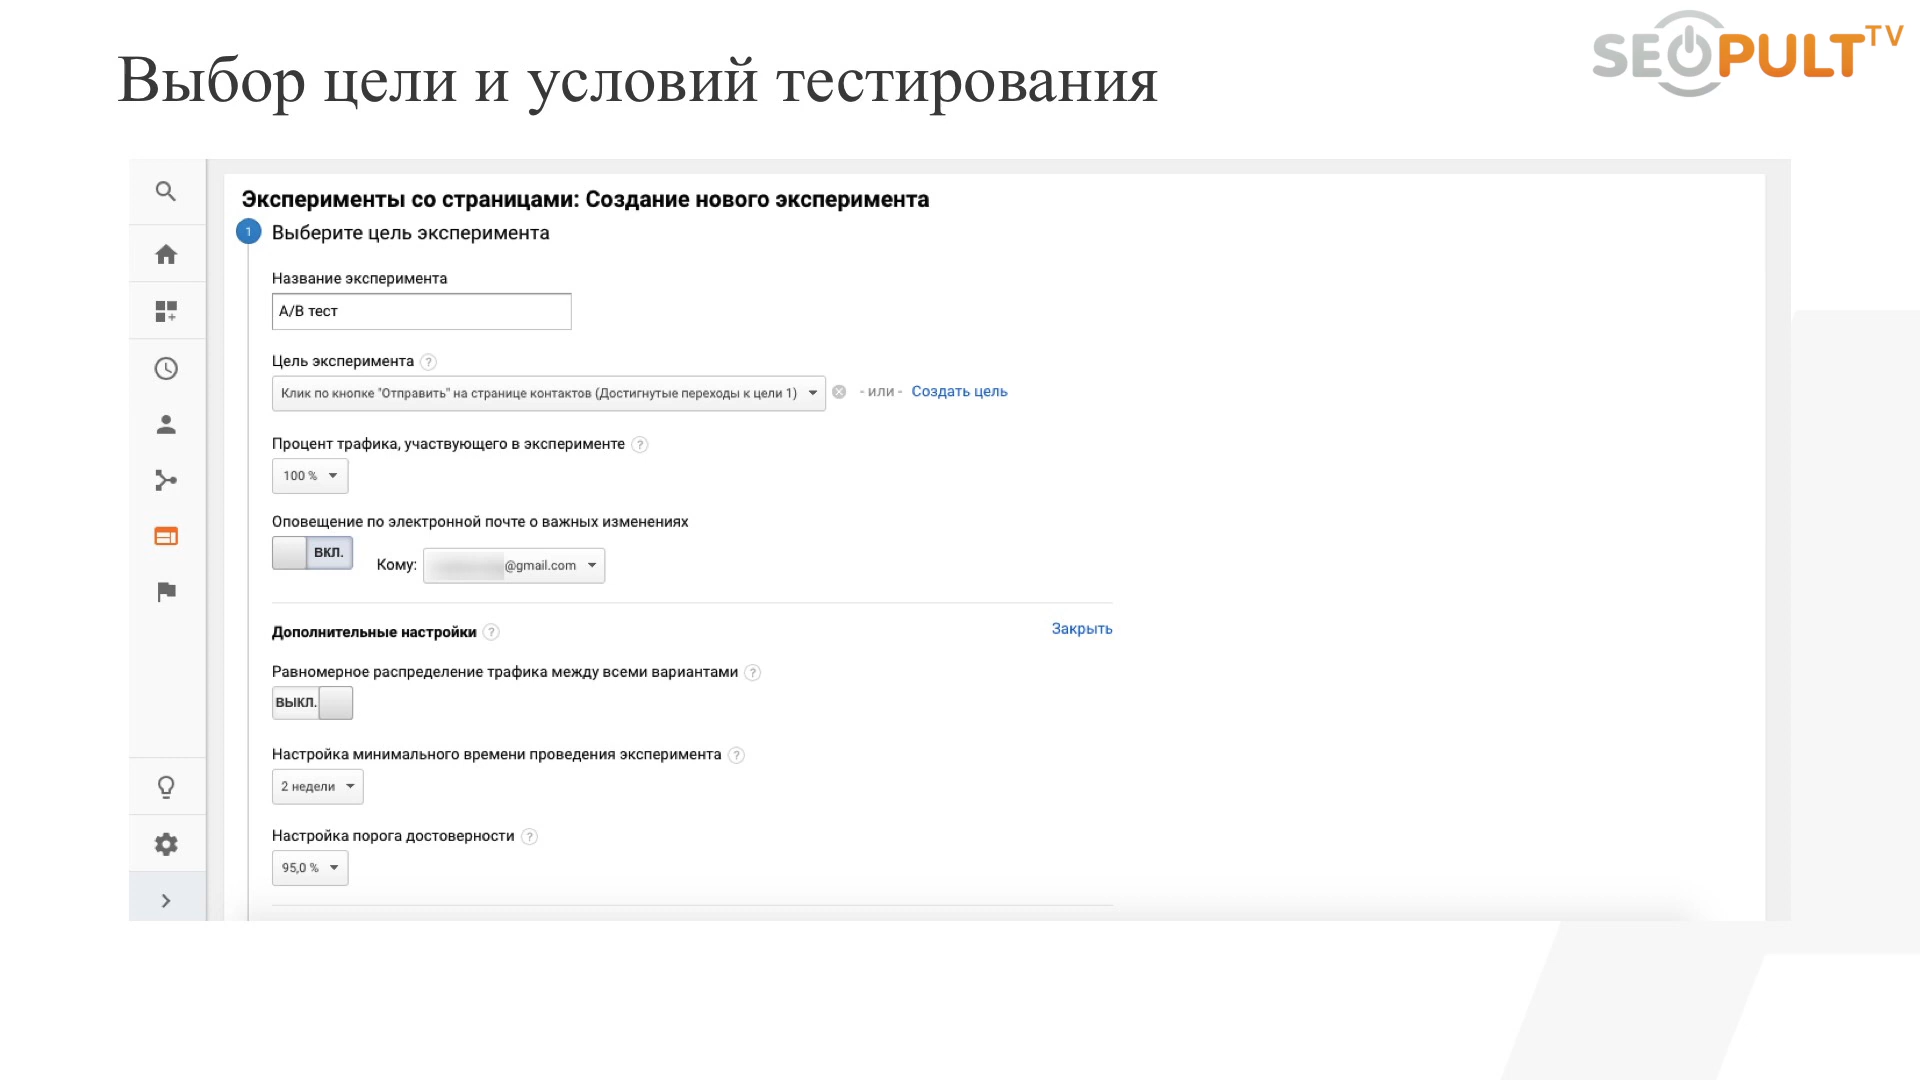 SEOPULT TV
Выбор цели и условий тестирования
Эксперименты со страницами: Создание нового эксперимента
1 Выберите цель эксперимента
Название эксперимента
A/B тест
Цель эксперимента ?
Клик по кнопке "Отправить" на странице контактов (Достигнутые переходы к цели 1) - или - Создать цель
Процент трафика, участвующего в эксперименте ?
100 %
Оповещение по электронной почте о важных изменениях
ВКЛ. Кому: @gmail.com
Дополнительные настройки ? Закрыть
Равномерное распределение трафика между всеми вариантами ?
ВЫКЛ.
Настройка минимального времени проведения эксперимента ?
2 недели
Настройка порога достоверности ?
95,0 %